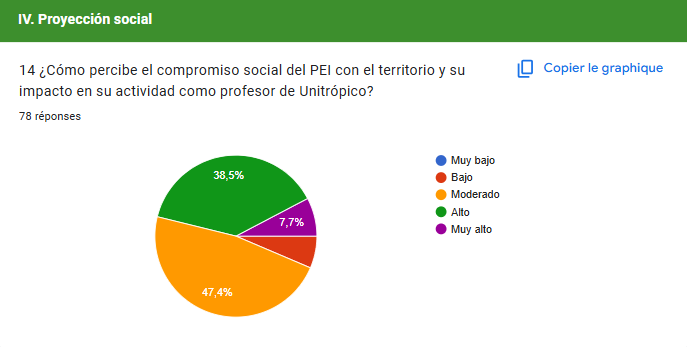 IV. Proyección social
14 ¿Cómo percibe el compromiso social del PEI con el territorio y su
impacto en su actividad como profesor de Unitrópico?
Copier le graphique
78 réponses
38,5%
7,7%
47,4%
Muy bajo
Bajo
Moderado
Alto
Muy alto